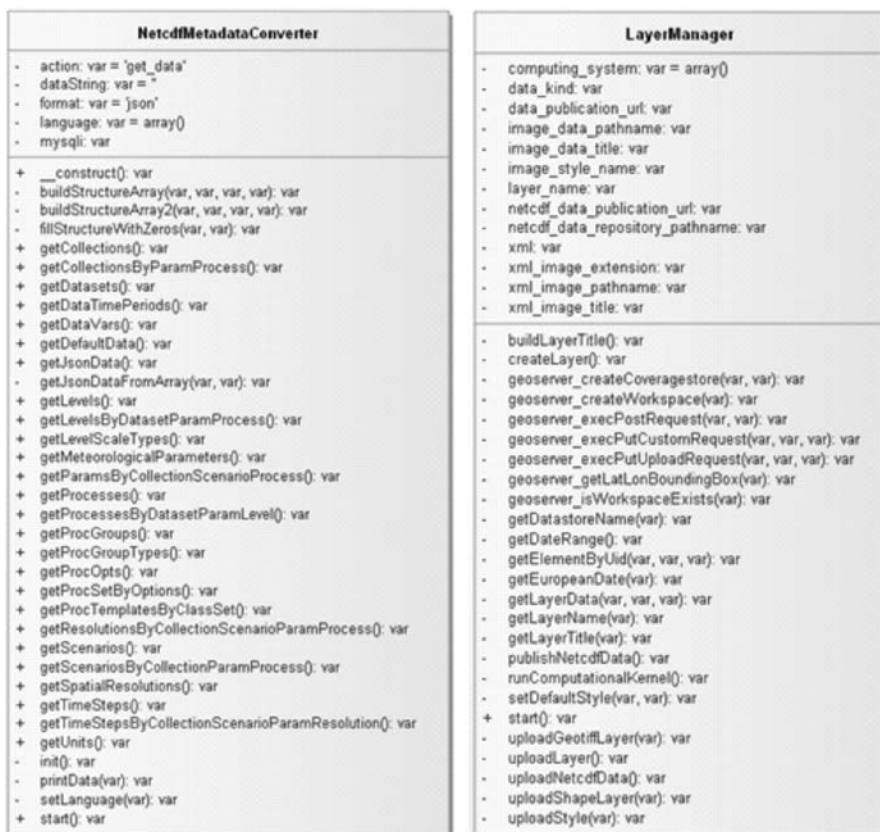 NetcdfMetadataConverter
- action: var = 'get_data'
- dataString: var = ''
- format: var = 'json'
- language: var = array()
- mysqli: var
+ __construct(): var
- buildStructureArray(var, var, var, var): var
- buildStructureArray2(var, var, var, var): var
- fillStructureWithZeros(var, var): var
+ getCollections(): var
+ getCollectionsByParamProcess(): var
+ getDatasets(): var
+ getDataTimePeriods(): var
+ getDataVars(): var
+ getDefaultData(): var
+ getJsonData(): var
- getJsonDataFromArray(var, var): var
+ getLevels(): var
+ getLevelsByDatasetParamProcess(): var
+ getLevelScaleTypes(): var
+ getMeteorologicalParameters(): var
+ getParamsByCollectionScenarioProcess(): var
+ getProcesses(): var
+ getProcessesByDatasetParamLevel(): var
+ getProcGroups(): var
+ getProcGroupTypes(): var
+ getProcOpts(): var
+ getProcSetByOptions(): var
+ getProcTemplatesByClassSet(): var
+ getResolutionsByCollectionScenarioParamProcess(): var
+ getScenarios(): var
+ getScenariosByCollectionParamProcess(): var
+ getSpatialResolutions(): var
+ getTimeSteps(): var
+ getTimeStepsByCollectionScenarioParamResolution(): var
+ getUnits(): var
- init(): var
- printData(var): var
- setLanguage(var): var
+ start(): var
LayerManager
- computing_system: var = array()
- data_kind: var
- data_publication_url: var
- image_data_pathname: var
- image_data_title: var
- image_style_name: var
- layer_name: var
- netcdf_data_publication_url: var
- netcdf_data_repository_pathname: var
- xml: var
- xml_image_extension: var
- xml_image_pathname: var
- xml_image_title: var
- buildLayerTitle(): var
- createLayer(): var
- geoserver_createCoveragestore(var, var): var
- geoserver_createWorkspace(var): var
- geoserver_execPostRequest(var, var): var
- geoserver_execPutCustomRequest(var, var, var): var
- geoserver_execPutUploadRequest(var, var, var): var
- geoserver_getLatLonBoundingBox(var): var
- geoserver_isWorkspaceExists(var): var
- getDatastoreName(var): var
- getDateRange(): var
- getElementByUid(var, var, var): var
- getEuropeanDate(var): var
- getLayerData(var, var, var): var
- getLayerName(var): var
- getLayerTitle(var): var
- publishNetcdfData(): var
- runComputationalKernel(): var
- setDefaultStyle(var, var): var
+ start(): var
- uploadGeotiffLayer(var): var
- uploadLayer(): var
- uploadNetcdfData(): var
- uploadShapeLayer(var): var
- uploadStyle(var): var